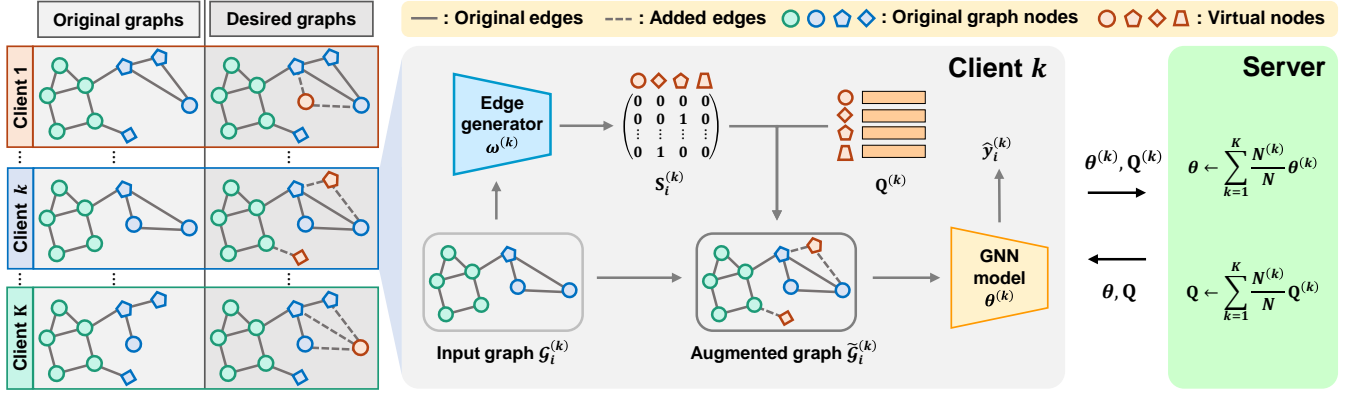 Original graphs
Desired graphs
: Original edges
: Added edges
: Original graph nodes
: Virtual nodes
Client 1
Client k
Client K
Client k
Server
Edge
generator
ω^(k)
0 0 0 0
0 0 1 0
⋮ ⋮ ⋮ ⋮
0 1 0 0
S_i^(k)
Q^(k)
ŷ_i^(k)
GNN
model
θ^(k)
Input graph 𝒢_i^(k)
Augmented graph 𝒢̃_i^(k)
θ^(k), Q^(k)
θ, Q
θ ← ∑_{k=1}^{K} N^(k)/N θ^(k)
Q ← ∑_{k=1}^{K} N^(k)/N Q^(k)